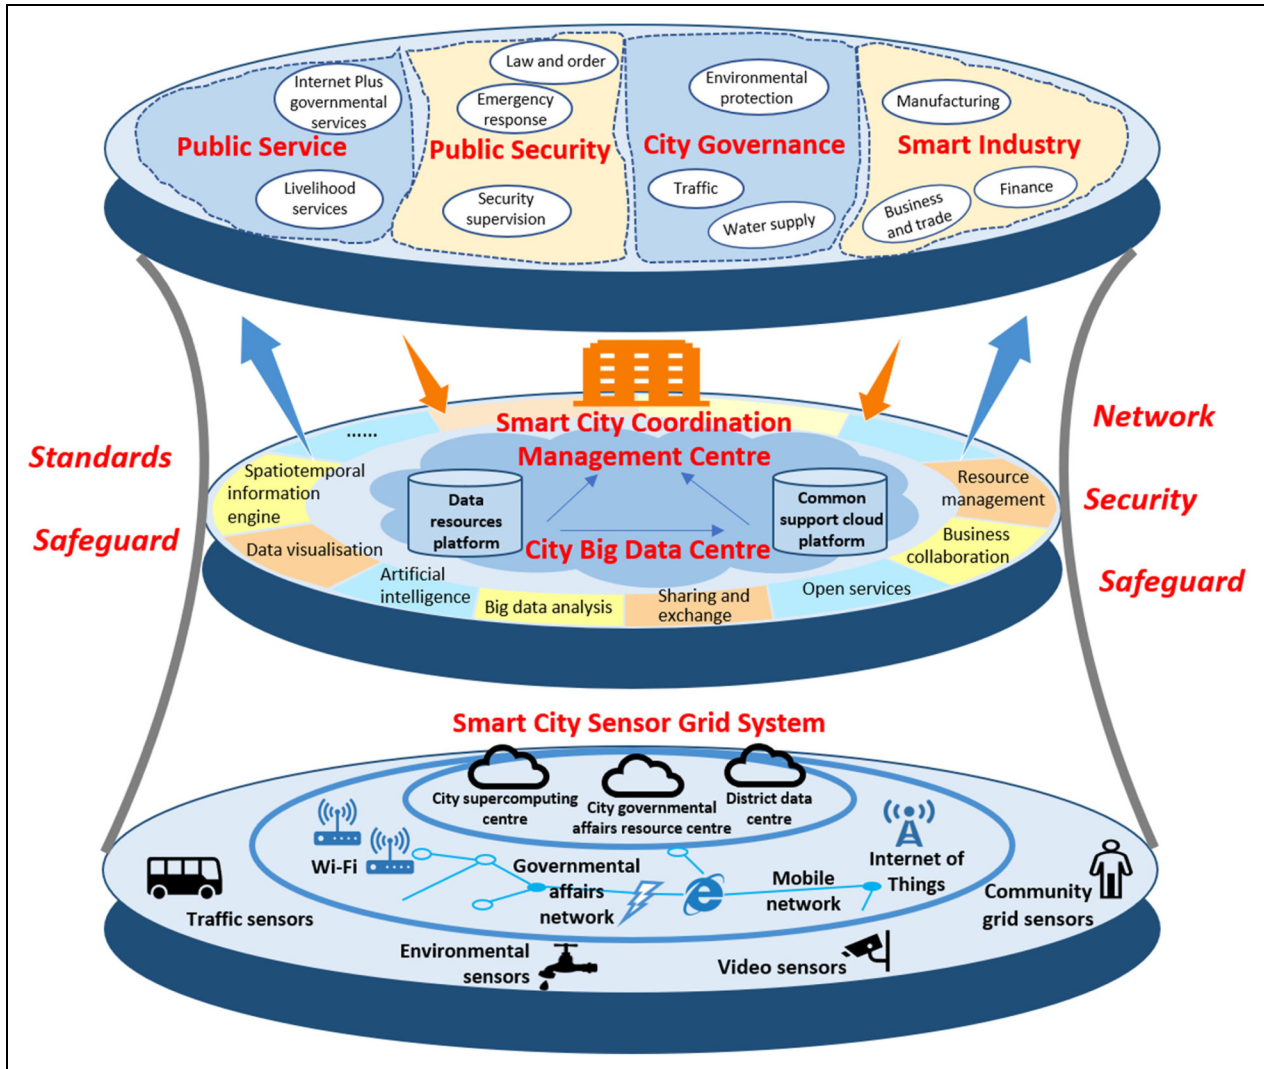 Law and order
Internet Plus
governmental
services
Environmental
protection
Emergency
response
Manufacturing
Public Service
Public Security
City Governance
Smart Industry
Livelihood
services
Security
supervision
Traffic
Water supply
Business
and trade
Finance
Smart City Coordination
Management Centre
......
Spatiotemporal
information
engine
Data
resources
platform
Common
support cloud
platform
Resource
management
Standards
Safeguard
Network
Security
Safeguard
City Big Data Centre
Data visualisation
Business
collaboration
Artificial
intelligence
Big data analysis
Sharing and
exchange
Open services
Smart City Sensor Grid System
City supercomputing
centre
City governmental
affairs resource centre
District data
centre
Wi-Fi
Governmental
affairs
network
Mobile
network
Internet of
Things
Traffic sensors
Community
grid sensors
Environmental
sensors
Video sensors